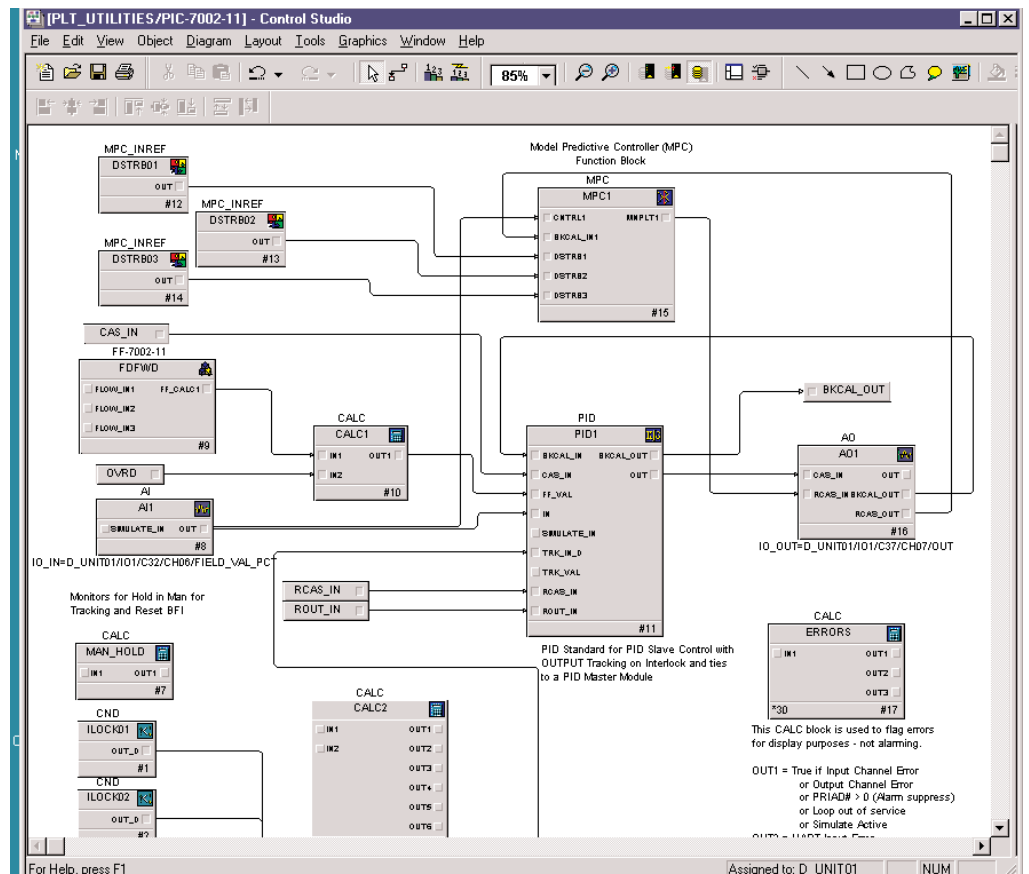 [PLT_UTILITIES/PIC-7002-11] - Control Studio
File Edit View Object Diagram Layout Tools Graphics Window Help
85%
MPC_INREF
DSTRB01
OUT
#12
MPC_INREF
DSTRB02
OUT
#13
MPC_INREF
DSTRB03
OUT
#14
Model Predictive Controller (MPC)
Function Block
MPC
MPC1
CNTRL1 MNPLT1
BKCAL_IN1
DSTRB1
DSTRB2
DSTRB3
#15
CAS_IN
FF-7002-11
FDFWD
FLOW_IN1 FF_CALC1
FLOW_IN2
FLOW_IN3
#9
OVRD
CALC
CALC1
IN1 OUT1
IN2
#10
AI
AI1
SIMULATE_IN OUT
#8
IO_IN=D_UNIT01/IO1/C32/CH06/FIELD_VAL_PCT
PID
PID1
BKCAL_IN BKCAL_OUT
CAS_IN OUT
FF_VAL
IN
SIMULATE_IN
TRK_IN_D
TRK_VAL
RCAS_IN
ROUT_IN
#11
PID Standard for PID Slave Control with
OUTPUT Tracking on Interlock and ties
to a PID Master Module
BKCAL_OUT
AO
AO1
CAS_IN OUT
RCAS_IN BKCAL_OUT
RCAS_OUT
#16
IO_OUT=D_UNIT01/IO1/C37/CH07/OUT
RCAS_IN
ROUT_IN
Monitors for Hold in Man for
Tracking and Reset BFI
CALC
MAN_HOLD
IN1 OUT1
#7
CND
ILOCK01
OUT_D
#1
CND
ILOCK02
OUT_D
#2
CALC
CALC2
IN1 OUT1
IN2 OUT2
OUT3
OUT4
OUT5
OUT6
CALC
ERRORS
IN1 OUT1
OUT2
OUT3
*30 #17
This CALC block is used to flag errors
for display purposes - not alarming.
OUT1 = True if Input Channel Error
or Output Channel Error
or PRIAD# > 0 (Alarm suppress)
or Loop out of service
or Simulate Active
OUT2 = HART Input Error
For Help, press F1
Assigned to: D_UNIT01 NUM